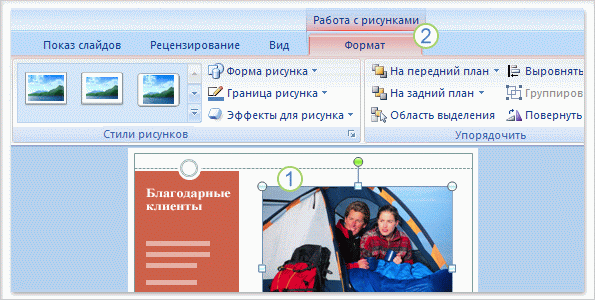 Работа с рисунками
Показ слайдов Рецензирование Вид Формат 2
Форма рисунка На передний план Выровнять
Граница рисунка На задний план Группиров
Эффекты для рисунка Область выделения Повернуть
Стили рисунков Упорядочить
1
Благодарные
клиенты